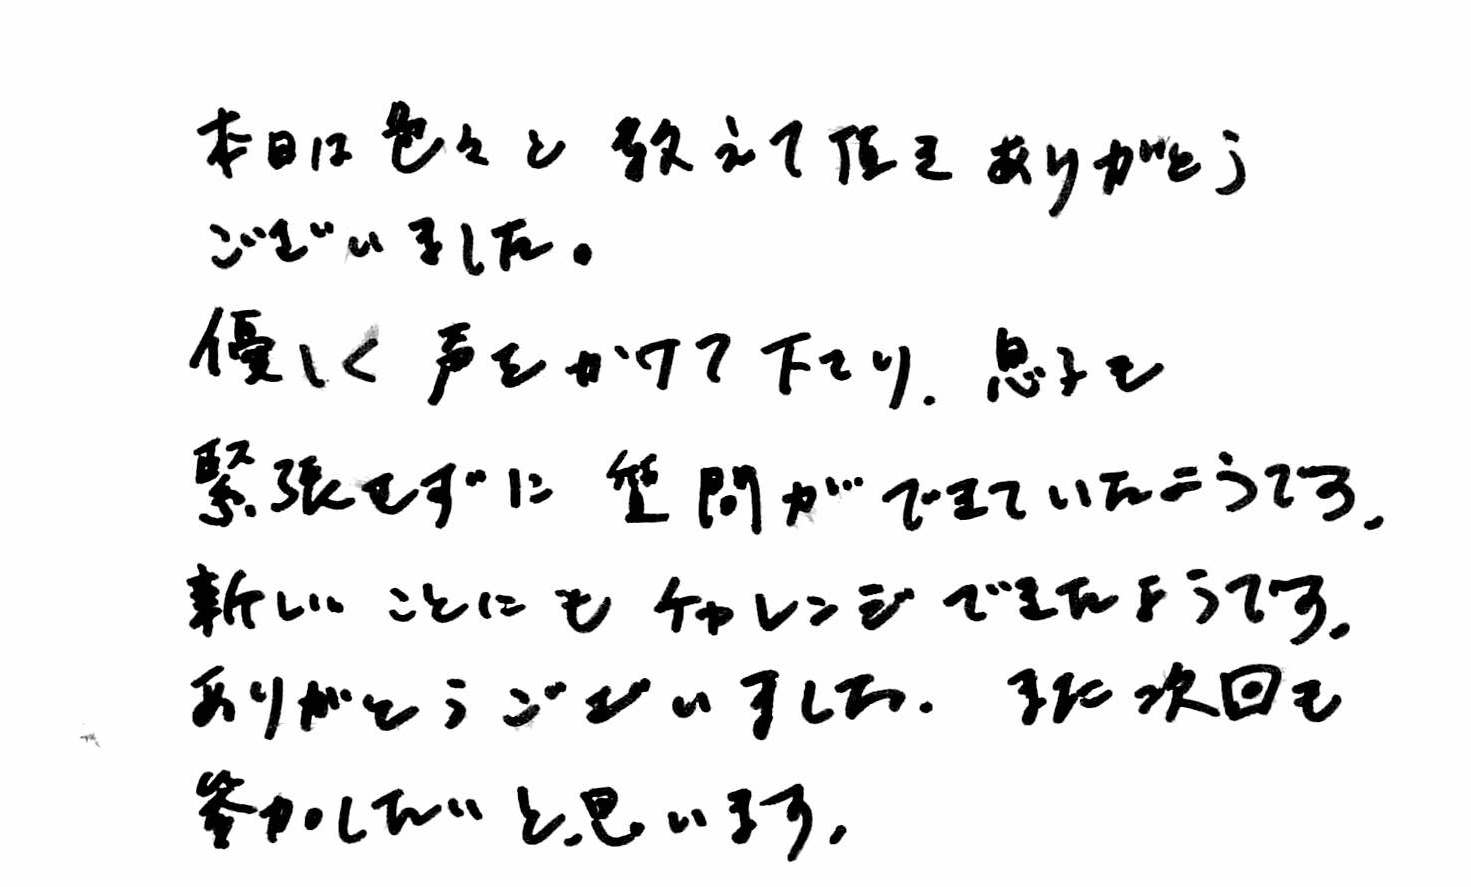 本日は色々と教えて頂きありがとう
ございました。
優しく声をかけて下さり、息子も
緊張せずに質問ができていたようです。
新しいことにもチャレンジできたようです。
ありがとうございました。また次回も
参加したいと思います。